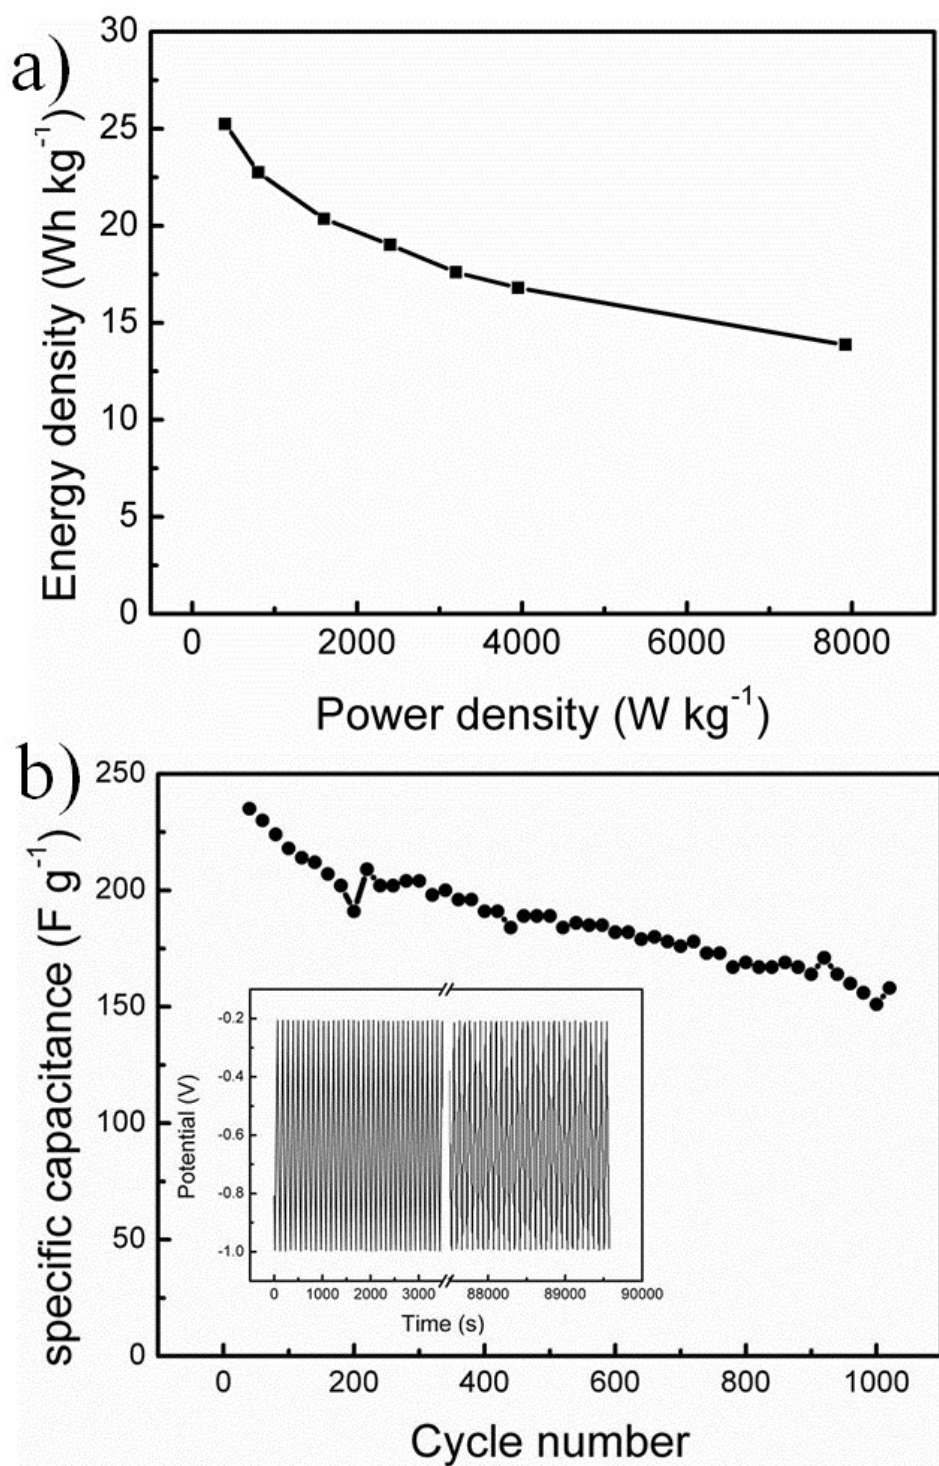 a)
30
25
20
15
10
5
0
Energy density (Wh kg⁻¹)
0 2000 4000 6000 8000
Power density (W kg⁻¹)
b)
250
200
150
100
50
0
specific capacitance (F g⁻¹)
-0.2
-0.4
-0.6
-0.8
-1.0
Potential (V)
0 1000 2000 3000 88000 89000 90000
Time (s)
0 200 400 600 800 1000
Cycle number